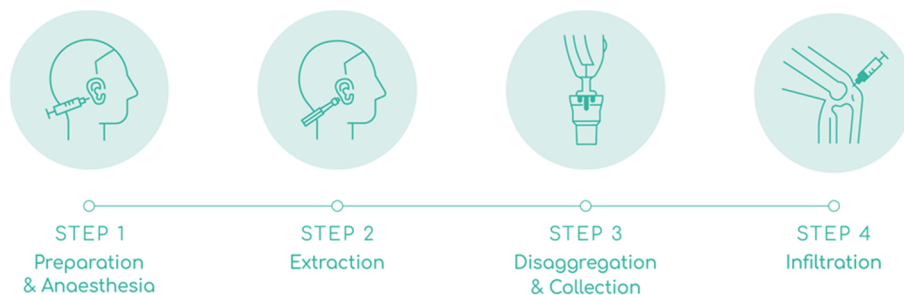 STEP 1
Preparation
& Anaesthesia
STEP 2
Extraction
STEP 3
Disaggregation
& Collection
STEP 4
Infiltration